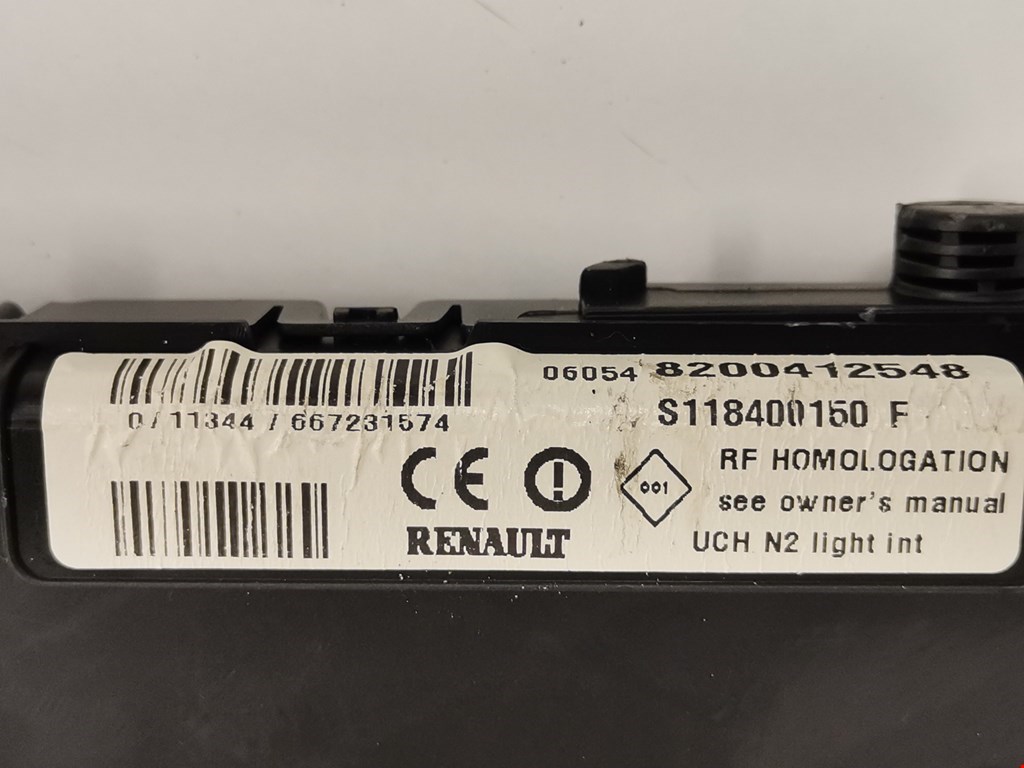 06054 8200412548
0/11344 / 667231574
S118400150 F
CE
001
RF HOMOLOGATION
see owner's manual
RENAULT
UCH N2 light int